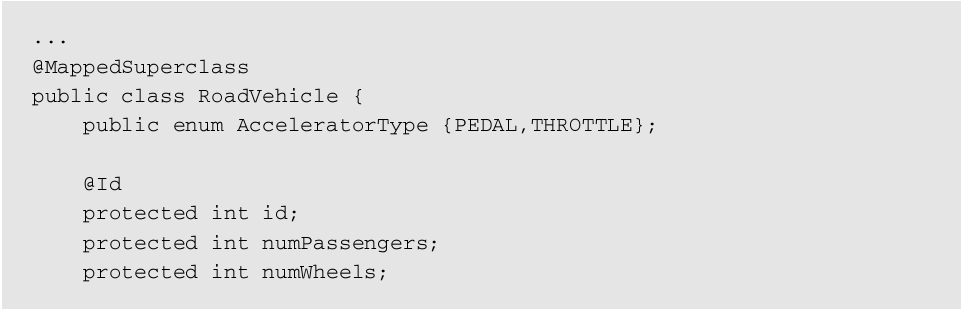 ...
@MappedSuperclass
public class RoadVehicle {
    public enum AcceleratorType {PEDAL,THROTTLE};

    @Id
    protected int id;
    protected int numPassengers;
    protected int numWheels;